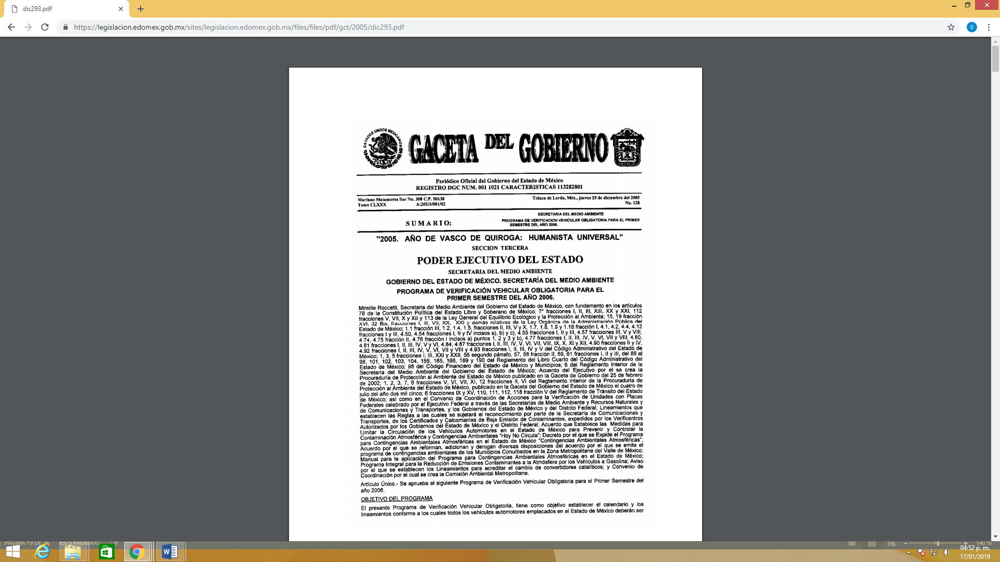 dic293.pdf
https://legislacion.edomex.gob.mx/sites/legislacion.edomex.gob.mx/files/files/pdf/gct/2005/dic293.pdf
S
ESTADOS UNIDOS MEXICANOS
GACETA DEL GOBIERNO
Periódico Oficial del Gobierno del Estado de México
REGISTRO DGC NUM. 001 1021 CARACTERISTICAS 113282801
Mariano Matamoros Sur No. 308 C.P. 50130
Tomo CLXXX A:202/3/001/02
Toluca de Lerdo, Méx., jueves 29 de diciembre del 2005
No. 128
SUMARIO:
SECRETARIA DEL MEDIO AMBIENTE
PROGRAMA DE VERIFICACION VEHICULAR OBLIGATORIA PARA EL PRIMER
SEMESTRE DEL AÑO 2006.
"2005. AÑO DE VASCO DE QUIROGA: HUMANISTA UNIVERSAL"
SECCION TERCERA
PODER EJECUTIVO DEL ESTADO
SECRETARIA DEL MEDIO AMBIENTE
GOBIERNO DEL ESTADO DE MÉXICO. SECRETARÍA DEL MEDIO AMBIENTE
PROGRAMA DE VERIFICACIÓN VEHICULAR OBLIGATORIA PARA EL
PRIMER SEMESTRE DEL AÑO 2006.
Mireille Roccatti, Secretaria del Medio Ambiente del Gobierno del Estado de México, con fundamento en los artículos
78 de la Constitución Política del Estado Libre y Soberano de México; 7° fracciones I, II, III, XIII, XX y XXI, 112
fracciones V, VII, X y XII y 113 de la Ley General del Equilibrio Ecológico y la Protección al Ambiente; 15, 19 fracción
XVI, 32 Bis, fracciones I, III, VII, XX, XXI y demás relativas de la Ley Orgánica de la Administración Pública del
Estado de México; 1.1 fracción III, 1.2, 1.4, 1.5, fracciones II, III, V y X, 1.7, 1.8, 1.9 y 1.18 fracción I, 4.1, 4.2, 4.4, 4.12
fracciones I y III, 4.50, 4.54 fracciones I, II y IV incisos a), b) y c), 4.55 fracciones I, II y III, 4.57 fracciones III, V y VIII,
4.74, 4.75 fracción II, 4.76 fracción I incisos a) puntos 1, 2 y 3 y b), 4.77 fracciones I, II, III, IV, V, VI, VII y VIII, 4.80,
4.81 fracciones I, II, III, IV, V y VI, 4.84, 4.87 fracciones I, II, III, IV, V, VI, VII, VIII, IX, X, XI y XII, 4.90 fracciones II y IV,
4.92 fracciones I, II, III, IV, V, VI, VII y VIII y 4.93 fracciones I, II, III, IV y V del Código Administrativo del Estado de
México; 1, 3, 5 fracciones I, III, XXI y XXII, 56 segundo párrafo, 57, 58 fracción II, 59, 61 fracciones I, II y III, del 89 al
98, 101, 102, 103, 104, 156, 165, 166, 189 y 190 del Reglamento del Libro Cuarto del Código Administrativo del
Estado de México; 98 del Código Financiero del Estado de México y Municipios; 6 del Reglamento Interior de la
Secretaría del Medio Ambiente del Gobierno del Estado de México; Acuerdo del Ejecutivo por el se crea la
Procuraduría de Protección al Ambiente del Estado de México publicado en la Gaceta de Gobierno del 25 de febrero
de 2002; 1, 2, 3, 7, 8 fracciones V, VI, VII, XI, 12 fracciones II, VI del Reglamento Interior de la Procuraduría de
Protección al Ambiente del Estado de México, publicado en la Gaceta del Gobierno del Estado de México el cuatro de
julio del año dos mil cinco; 6 fracciones IX y XV, 110, 111, 112, 118 fracción V del Reglamento de Tránsito del Estado
de México; así como en el Convenio de Coordinación de Acciones para la Verificación de Unidades con Placas
Federales celebrado por el Ejecutivo Federal a través de las Secretarías de Medio Ambiente y Recursos Naturales y
de Comunicaciones y Transportes, y los Gobiernos del Estado de México y del Distrito Federal; Lineamientos que
establecen las Reglas a las cuales se sujetará el reconocimiento por parte de la Secretaría de Comunicaciones y
Transportes, de los Certificados y Calcomanías de Baja Emisión de Contaminantes, expedidos por los Verificentros
Autorizados por los Gobiernos del Estado de México y el Distrito Federal; Acuerdo que Establece las Medidas para
Limitar la Circulación de los Vehículos Automotores en el Estado de México para Prevenir y Controlar la
Contaminación Atmosférica y Contingencias Ambientales "Hoy No Circula"; Decreto por el que se Expide el Programa
para Contingencias Ambientales Atmosféricas en el Estado de México "Contingencias Ambientales Atmosféricas";
Acuerdo por el que se reforman, adicionan y derogan diversas disposiciones del acuerdo por el que se emite el
programa de contingencias ambientales de los Municipios Conurbados en la Zona Metropolitana del Valle de México;
Manual para la aplicación del Programa para Contingencias Ambientales Atmosféricas en el Estado de México;
Programa Integral para la Reducción de Emisiones Contaminantes a la Atmósfera por los Vehículos a Gasolina; Aviso
por el que se establecen los Lineamientos para acreditar el cambio de convertidores catalíticos; y Convenio de
Coordinación por el cual se crea la Comisión Ambiental Metropolitana.
Artículo Único.- Se aprueba el siguiente Programa de Verificación Vehicular Obligatoria para el Primer Semestre del
año 2006.
OBJETIVO DEL PROGRAMA
El presente Programa de Verificación Vehicular Obligatoria, tiene como objetivo establecer el calendario y los
lineamientos conforme a los cuales todos los vehículos automotores emplacados en el Estado de México deberán ser
PÁGINA 19 DE 26 6375 PALABRAS
140 %
04:52 p. m.
17/01/2019